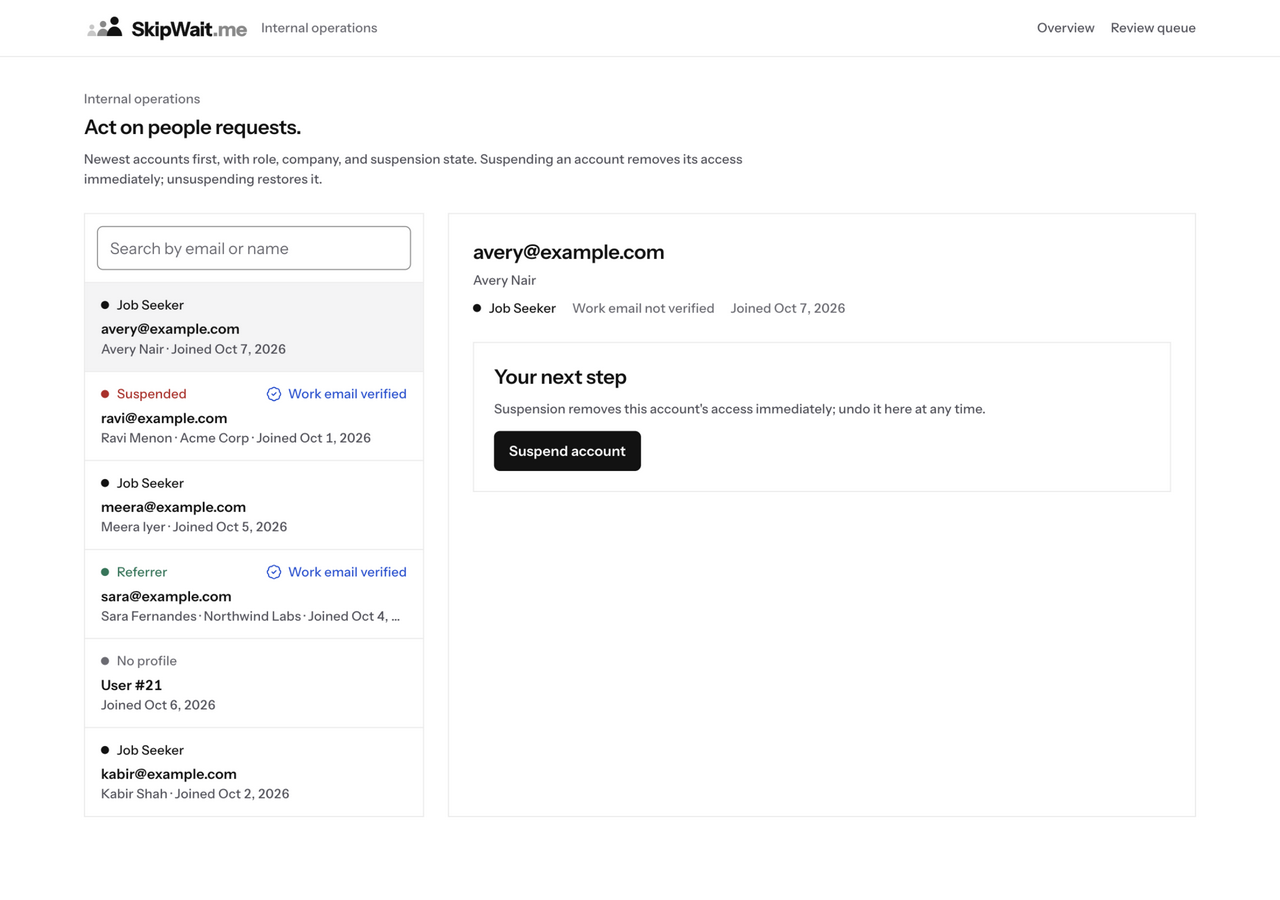 SkipWait.me Internal operations Overview Review queue
Internal operations
Act on people requests.
Newest accounts first, with role, company, and suspension state. Suspending an account removes its access
immediately; unsuspending restores it.
Search by email or name
Job Seeker
avery@example.com
Avery Nair · Joined Oct 7, 2026
Suspended Work email verified
ravi@example.com
Ravi Menon · Acme Corp · Joined Oct 1, 2026
Job Seeker
meera@example.com
Meera Iyer · Joined Oct 5, 2026
Referrer Work email verified
sara@example.com
Sara Fernandes · Northwind Labs · Joined Oct 4, ...
No profile
User #21
Joined Oct 6, 2026
Job Seeker
kabir@example.com
Kabir Shah · Joined Oct 2, 2026
avery@example.com
Avery Nair
Job Seeker Work email not verified Joined Oct 7, 2026
Your next step
Suspension removes this account's access immediately; undo it here at any time.
Suspend account